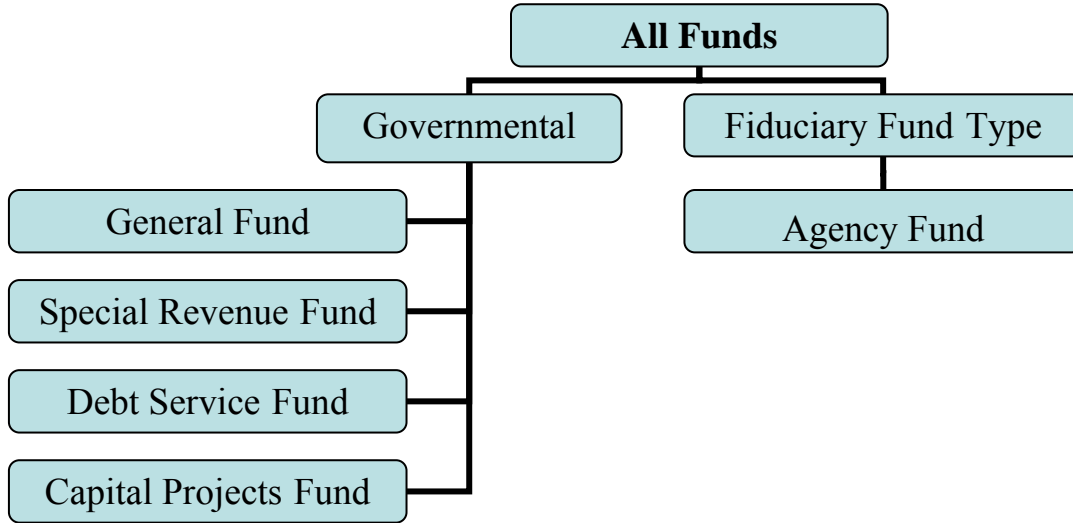 All Funds
Governmental
Fiduciary Fund Type
General Fund
Agency Fund
Special Revenue Fund
Debt Service Fund
Capital Projects Fund